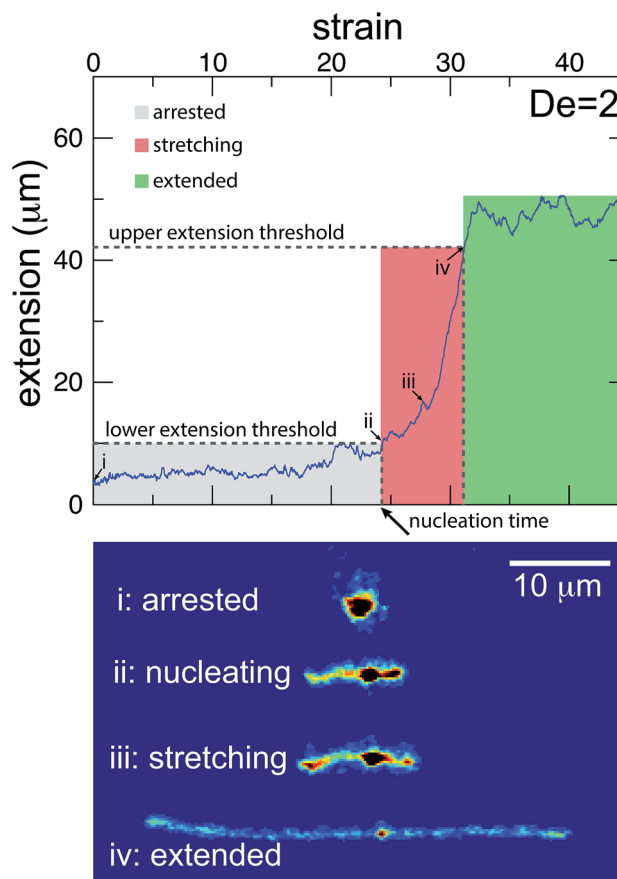 strain
0 10 20 30 40
De=2
arrested
stretching
extended
60
40
20
0
extension (μm)
upper extension threshold
iv
iii
ii
lower extension threshold
i
nucleation time
10 μm
i: arrested
ii: nucleating
iii: stretching
iv: extended